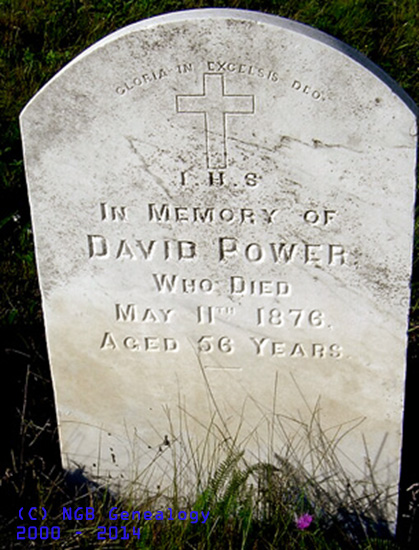 GLORIA IN EXCELSIS DEO.
I.H.S
IN MEMORY OF
DAVID POWER
WHO DIED
MAY 11TH 1876.
AGED 56 YEARS.
(C) NGB Genealogy
2000 - 2014